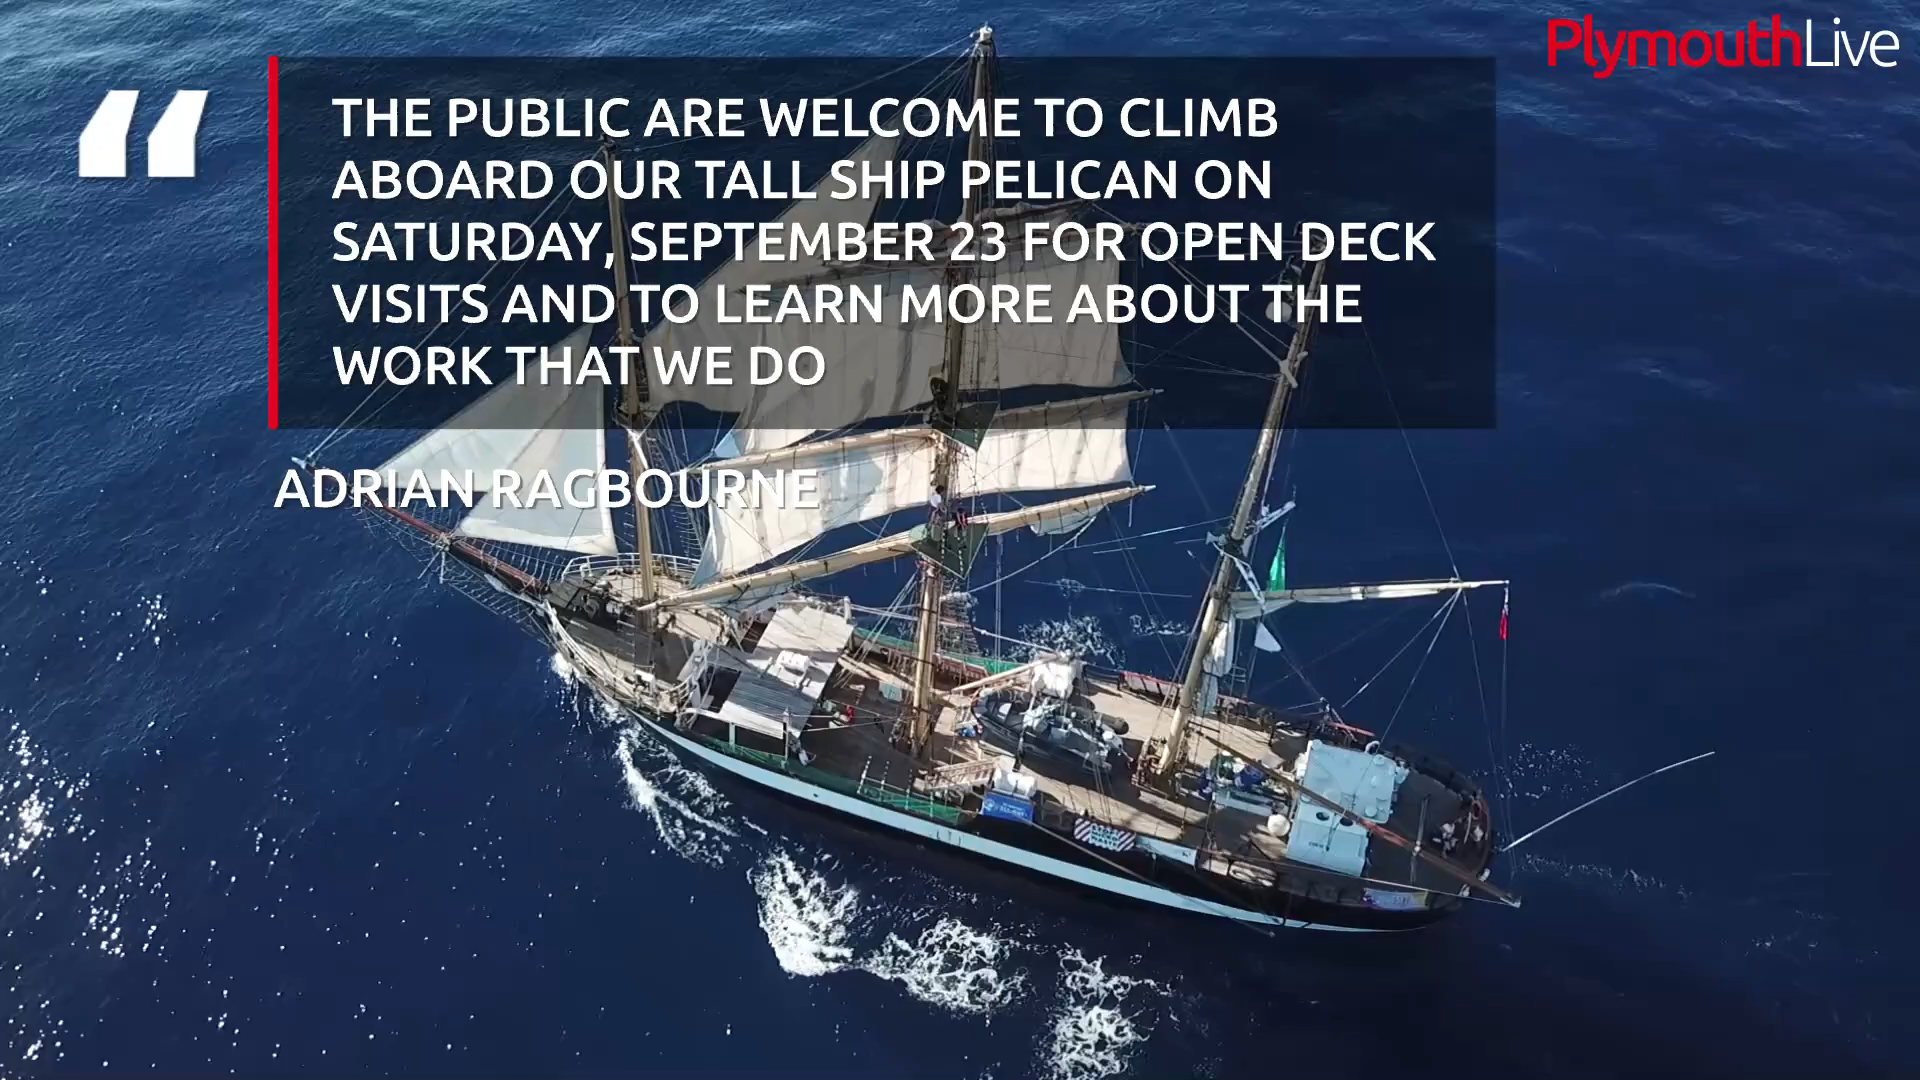 PlymouthLive
“
THE PUBLIC ARE WELCOME TO CLIMB
ABOARD OUR TALL SHIP PELICAN ON
SATURDAY, SEPTEMBER 23 FOR OPEN DECK
VISITS AND TO LEARN MORE ABOUT THE
WORK THAT WE DO
ADRIAN RAGBOURNE